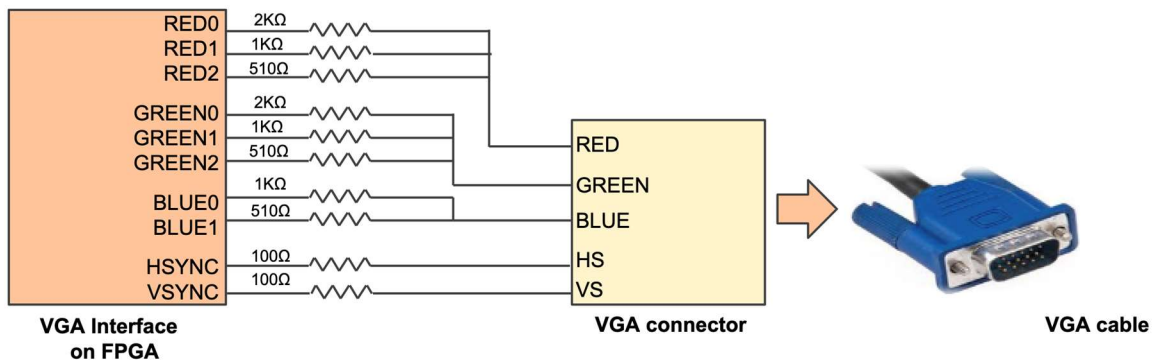 RED0
2KΩ
RED1
1KΩ
RED2
510Ω
GREEN0
2KΩ
GREEN1
1KΩ
GREEN2
510Ω
BLUE0
1KΩ
BLUE1
510Ω
HSYNC
100Ω
VSYNC
100Ω
RED
GREEN
BLUE
HS
VS
VGA Interface
on FPGA
VGA connector
VGA cable